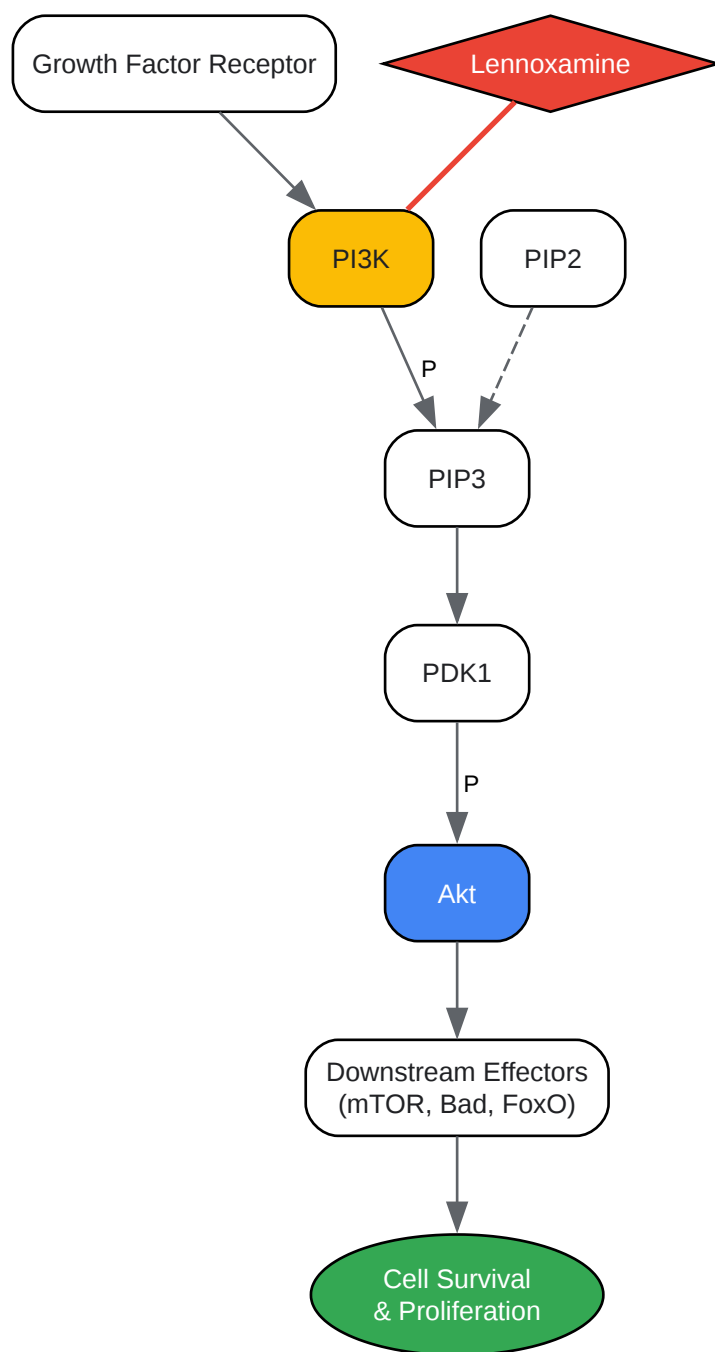 Growth Factor Receptor
Lennoxamine
PI3K
PIP2
P
PIP3
PDK1
P
Akt
Downstream Effectors
(mTOR, Bad, FoxO)
Cell Survival
& Proliferation